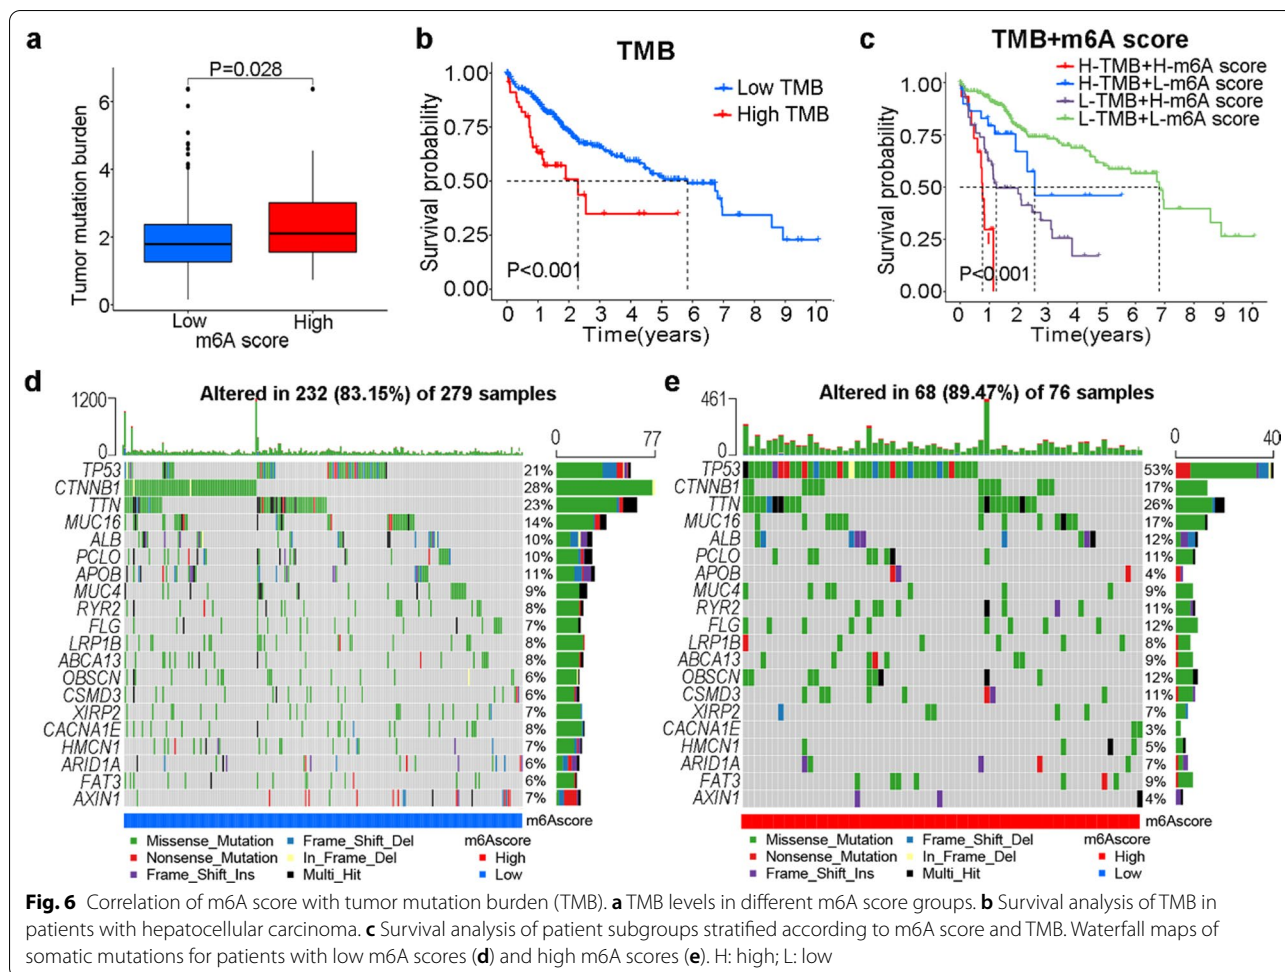 a
P=0.028
Tumor mutation burden
6
4
2
0
Low
High
m6A score
b
TMB
Survival probability
1.00
0.75
0.50
0.25
0.00
Low TMB
High TMB
P<0.001
0 1 2 3 4 5 6 7 8 9 10
Time(years)
c
TMB+m6A score
H-TMB+H-m6A score
H-TMB+L-m6A score
L-TMB+H-m6A score
L-TMB+L-m6A score
Survival probability
1.00
0.75
0.50
0.25
0.00
P<0.001
0 1 2 3 4 5 6 7 8 9 10
Time(years)
d
Altered in 232 (83.15%) of 279 samples
1200
0
0 77
TP53 21%
CTNNB1 28%
TTN 23%
MUC16 14%
ALB 10%
PCLO 10%
APOB 11%
MUC4 9%
RYR2 8%
FLG 7%
LRP1B 8%
ABCA13 8%
OBSCN 6%
CSMD3 6%
XIRP2 7%
CACNA1E 8%
HMCN1 7%
ARID1A 6%
FAT3 6%
AXIN1 7%
m6Ascore
Missense_Mutation Frame_Shift_Del m6Ascore
Nonsense_Mutation In_Frame_Del High
Frame_Shift_Ins Multi_Hit Low
e
Altered in 68 (89.47%) of 76 samples
461
0
0 40
TP53 53%
CTNNB1 17%
TTN 26%
MUC16 17%
ALB 12%
PCLO 11%
APOB 4%
MUC4 9%
RYR2 11%
FLG 12%
LRP1B 8%
ABCA13 9%
OBSCN 12%
CSMD3 11%
XIRP2 7%
CACNA1E 3%
HMCN1 5%
ARID1A 7%
FAT3 9%
AXIN1 4%
m6Ascore
Missense_Mutation Frame_Shift_Del m6Ascore
Nonsense_Mutation In_Frame_Del High
Frame_Shift_Ins Multi_Hit Low
Fig. 6 Correlation of m6A score with tumor mutation burden (TMB). a TMB levels in different m6A score groups. b Survival analysis of TMB in
patients with hepatocellular carcinoma. c Survival analysis of patient subgroups stratified according to m6A score and TMB. Waterfall maps of
somatic mutations for patients with low m6A scores (d) and high m6A scores (e). H: high; L: low